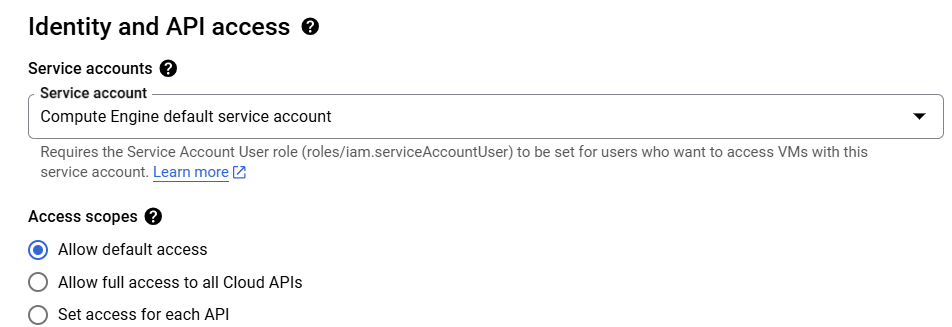 Identity and API access
Service accounts
Service account
Compute Engine default service account
Requires the Service Account User role (roles/iam.serviceAccountUser) to be set for users who want to access VMs with this
service account. Learn more
Access scopes
Allow default access
Allow full access to all Cloud APIs
Set access for each API